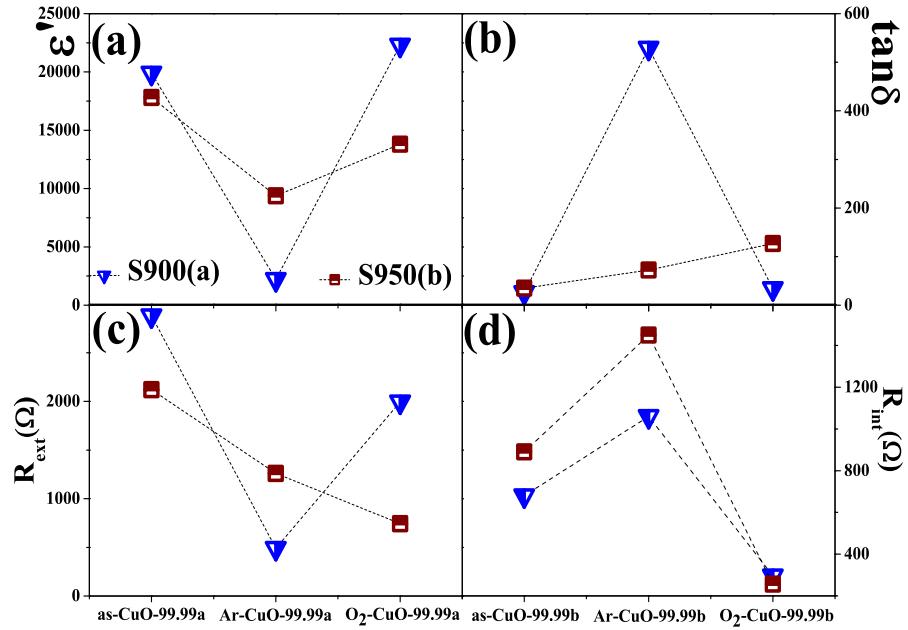 ε'
(a)
25000
20000
15000
10000
5000
0
S900(a)
S950(b)
(b)
600
400
200
0
tanδ
(c)
R_ext(Ω)
0
2000
1000
0
as-CuO-99.99a
Ar-CuO-99.99a
O₂-CuO-99.99a
(d)
1200
800
400
R_int(Ω)
as-CuO-99.99b
Ar-CuO-99.99b
O₂-CuO-99.99b